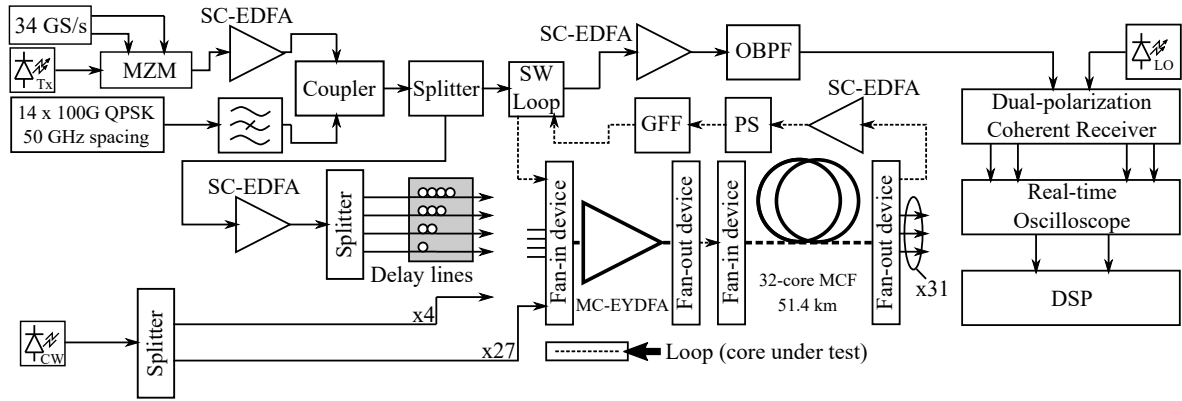 34 GS/s
SC-EDFA
Tx
MZM
14 x 100G QPSK
50 GHz spacing
Coupler
Splitter
SW
Loop
SC-EDFA
OBPF
LO
Dual-polarization
Coherent Receiver
GFF
PS
SC-EDFA
Real-time
Oscilloscope
DSP
SC-EDFA
Splitter
Delay lines
Fan-in device
MC-EYDFA
Fan-out device
Fan-in device
32-core MCF
51.4 km
Fan-out device
x31
CW
Splitter
x4
x27
Loop (core under test)